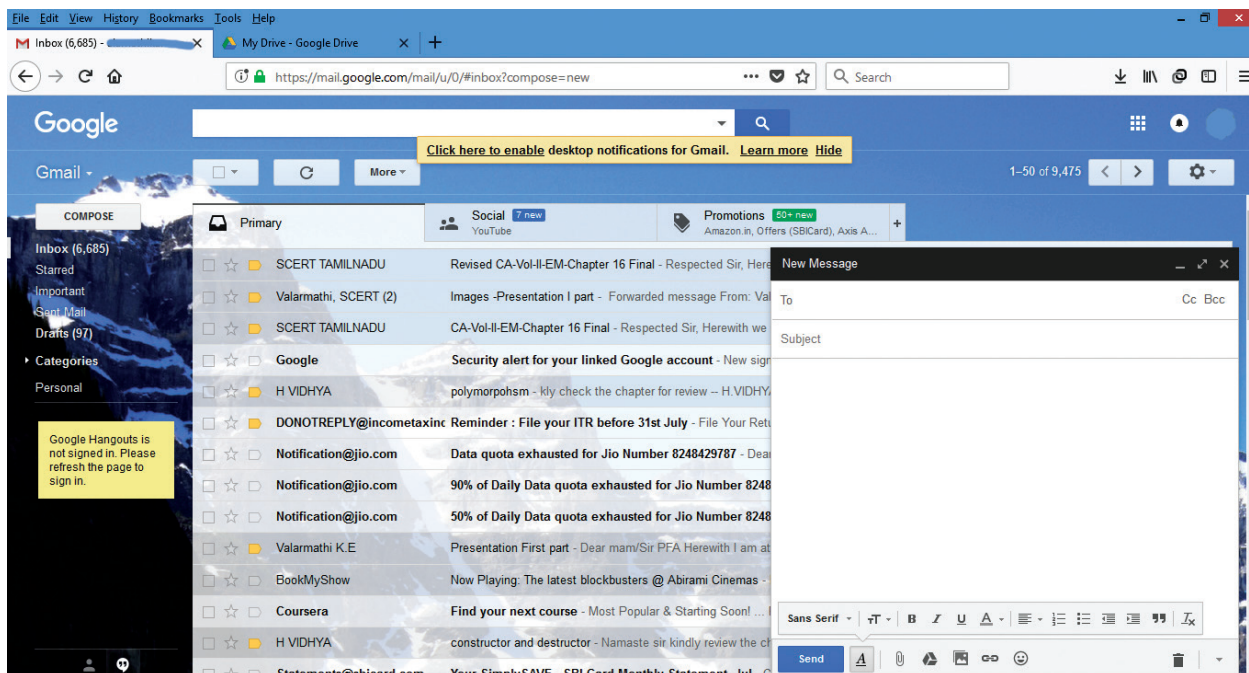 File Edit View History Bookmarks Tools Help
Inbox (6,685) - My Drive - Google Drive
https://mail.google.com/mail/u/0/#inbox?compose=new Search
Google
Click here to enable desktop notifications for Gmail. Learn more Hide
Gmail More 1–50 of 9,475
COMPOSE
Inbox (6,685)
Starred
Important
Sent Mail
Drafts (97)
Categories
Personal
Google Hangouts is
not signed in. Please
refresh the page to
sign in.
Primary
Social 7 new
YouTube
Promotions 50+ new
Amazon.in, Offers (SBICard), Axis A...
SCERT TAMILNADU Revised CA-Vol-II-EM-Chapter 16 Final - Respected Sir, Here
Valarmathi, SCERT (2) Images -Presentation I part - Forwarded message From: Val
SCERT TAMILNADU CA-Vol-II-EM-Chapter 16 Final - Respected Sir, Herewith we
Google Security alert for your linked Google account - New sign
H VIDHYA polymorpohsm - kly check the chapter for review -- H.VIDHY
DONOTREPLY@incometaxinc Reminder : File your ITR before 31st July - File Your Retu
Notification@jio.com Data quota exhausted for Jio Number 8248429787 - Dear
Notification@jio.com 90% of Daily Data quota exhausted for Jio Number 8248
Notification@jio.com 50% of Daily Data quota exhausted for Jio Number 8248
Valarmathi K.E Presentation First part - Dear mam/Sir PFA Herewith I am at
BookMyShow Now Playing: The latest blockbusters @ Abirami Cinemas -
Coursera Find your next course - Most Popular & Starting Soon! ...
H VIDHYA constructor and destructor - Namaste sir kindly review the ch
New Message
To Cc Bcc
Subject
Sans Serif
Send